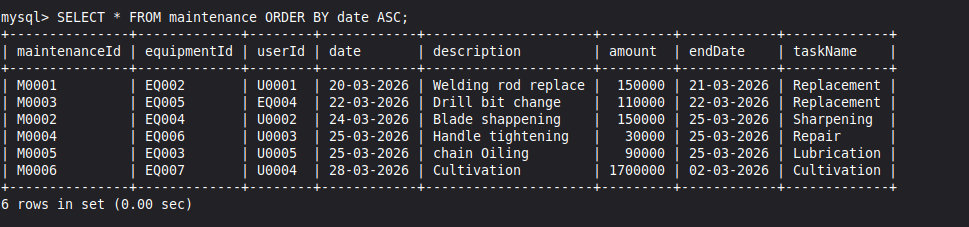 mysql> SELECT * FROM maintenance ORDER BY date ASC;
+---------------+-------------+--------+------------+---------------------+---------+------------+-------------+
| maintenanceId | equipmentId | userId | date       | description         | amount  | endDate    | taskName    |
+---------------+-------------+--------+------------+---------------------+---------+------------+-------------+
| M0001         | EQ002       | U0001  | 20-03-2026 | Welding rod replace |  150000 | 21-03-2026 | Replacement |
| M0003         | EQ005       | EQ004  | 22-03-2026 | Drill bit change    |  110000 | 22-03-2026 | Replacement |
| M0002         | EQ004       | U0002  | 24-03-2026 | Blade shappening    |  150000 | 25-03-2026 | Sharpening  |
| M0004         | EQ006       | U0003  | 25-03-2026 | Handle tightening   |   30000 | 25-03-2026 | Repair      |
| M0005         | EQ003       | U0005  | 25-03-2026 | chain Oiling        |   90000 | 25-03-2026 | Lubrication |
| M0006         | EQ007       | U0004  | 28-03-2026 | Cultivation         | 1700000 | 02-03-2026 | Cultivation |
+---------------+-------------+--------+------------+---------------------+---------+------------+-------------+
6 rows in set (0.00 sec)